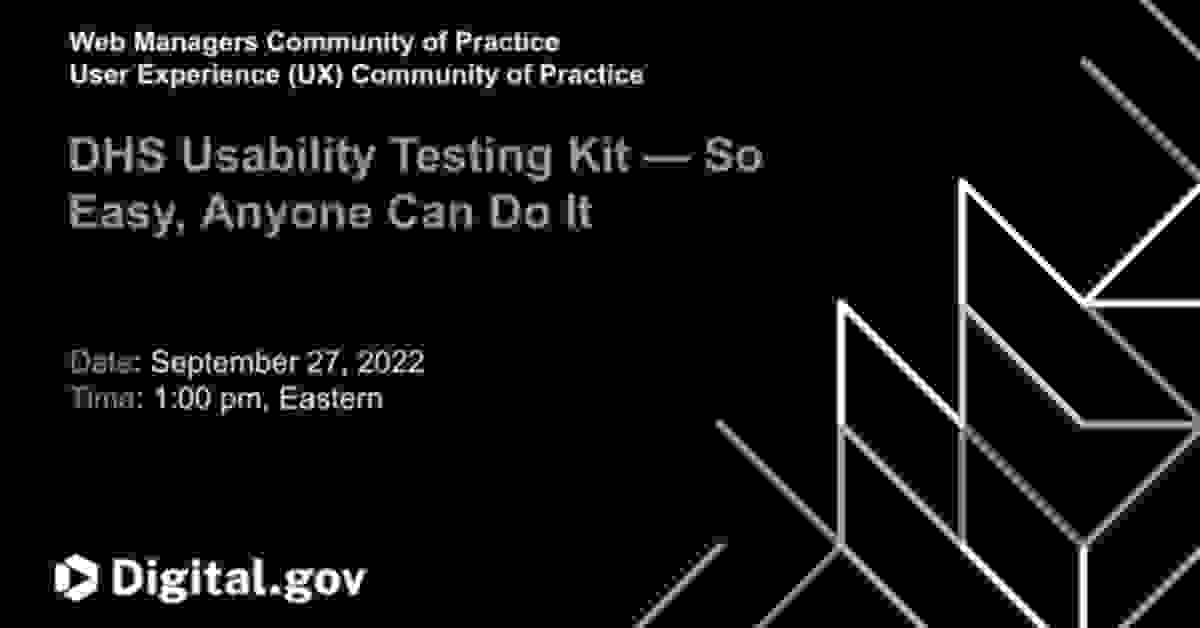 Web Managers Community of Practice
User Experience (UX) Community of Practice
DHS Usability Testing Kit — So
Easy, Anyone Can Do It
Date: September 27, 2022
Time: 1:00 pm, Eastern
Digital.gov